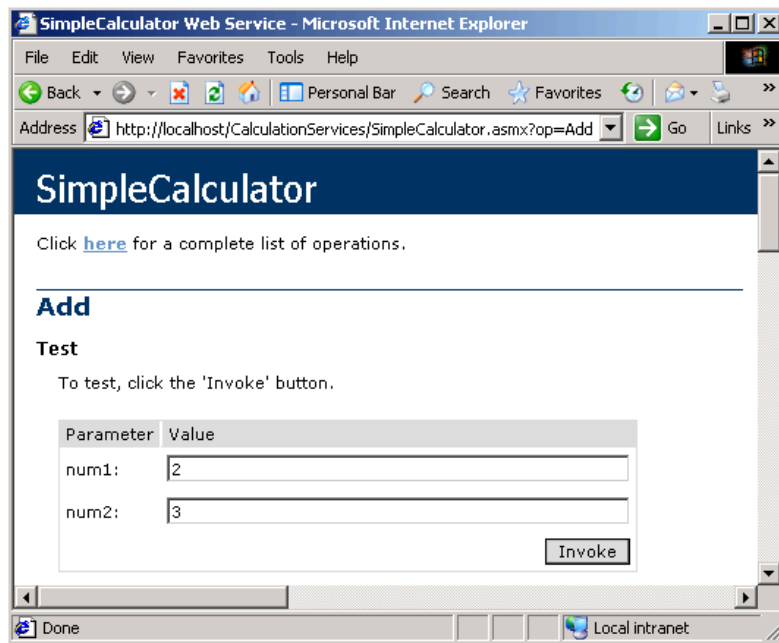 SimpleCalculator Web Service - Microsoft Internet Explorer
File Edit View Favorites Tools Help
Back Personal Bar Search Favorites »
Address http://localhost/CalculationServices/SimpleCalculator.asmx?op=Add Go Links »
SimpleCalculator
Click here for a complete list of operations.
Add
Test
To test, click the 'Invoke' button.
Parameter Value
num1: 2
num2: 3
Invoke
Done Local intranet